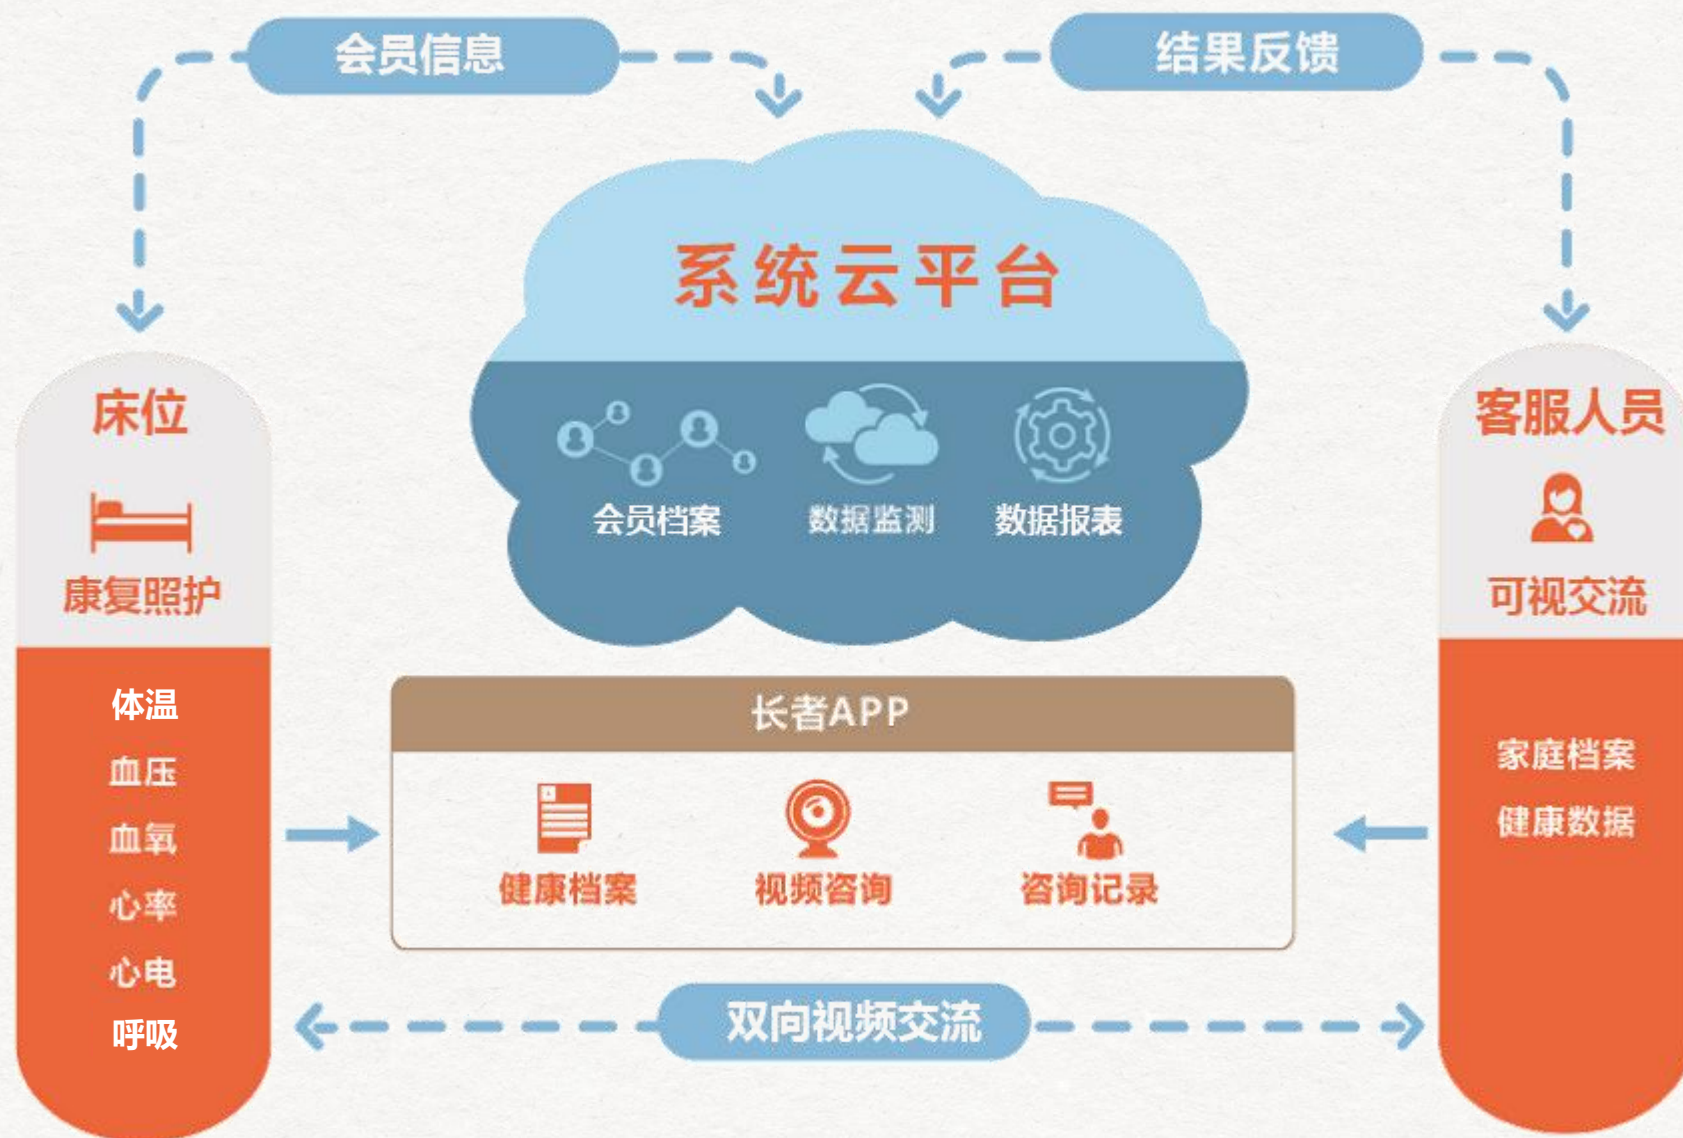 会员信息
结果反馈
系统云平台
会员档案
数据监测
数据报表
床位
康复照护
体温
血压
血氧
心率
心电
呼吸
客服人员
可视交流
家庭档案
健康数据
长者APP
健康档案
视频咨询
咨询记录
双向视频交流